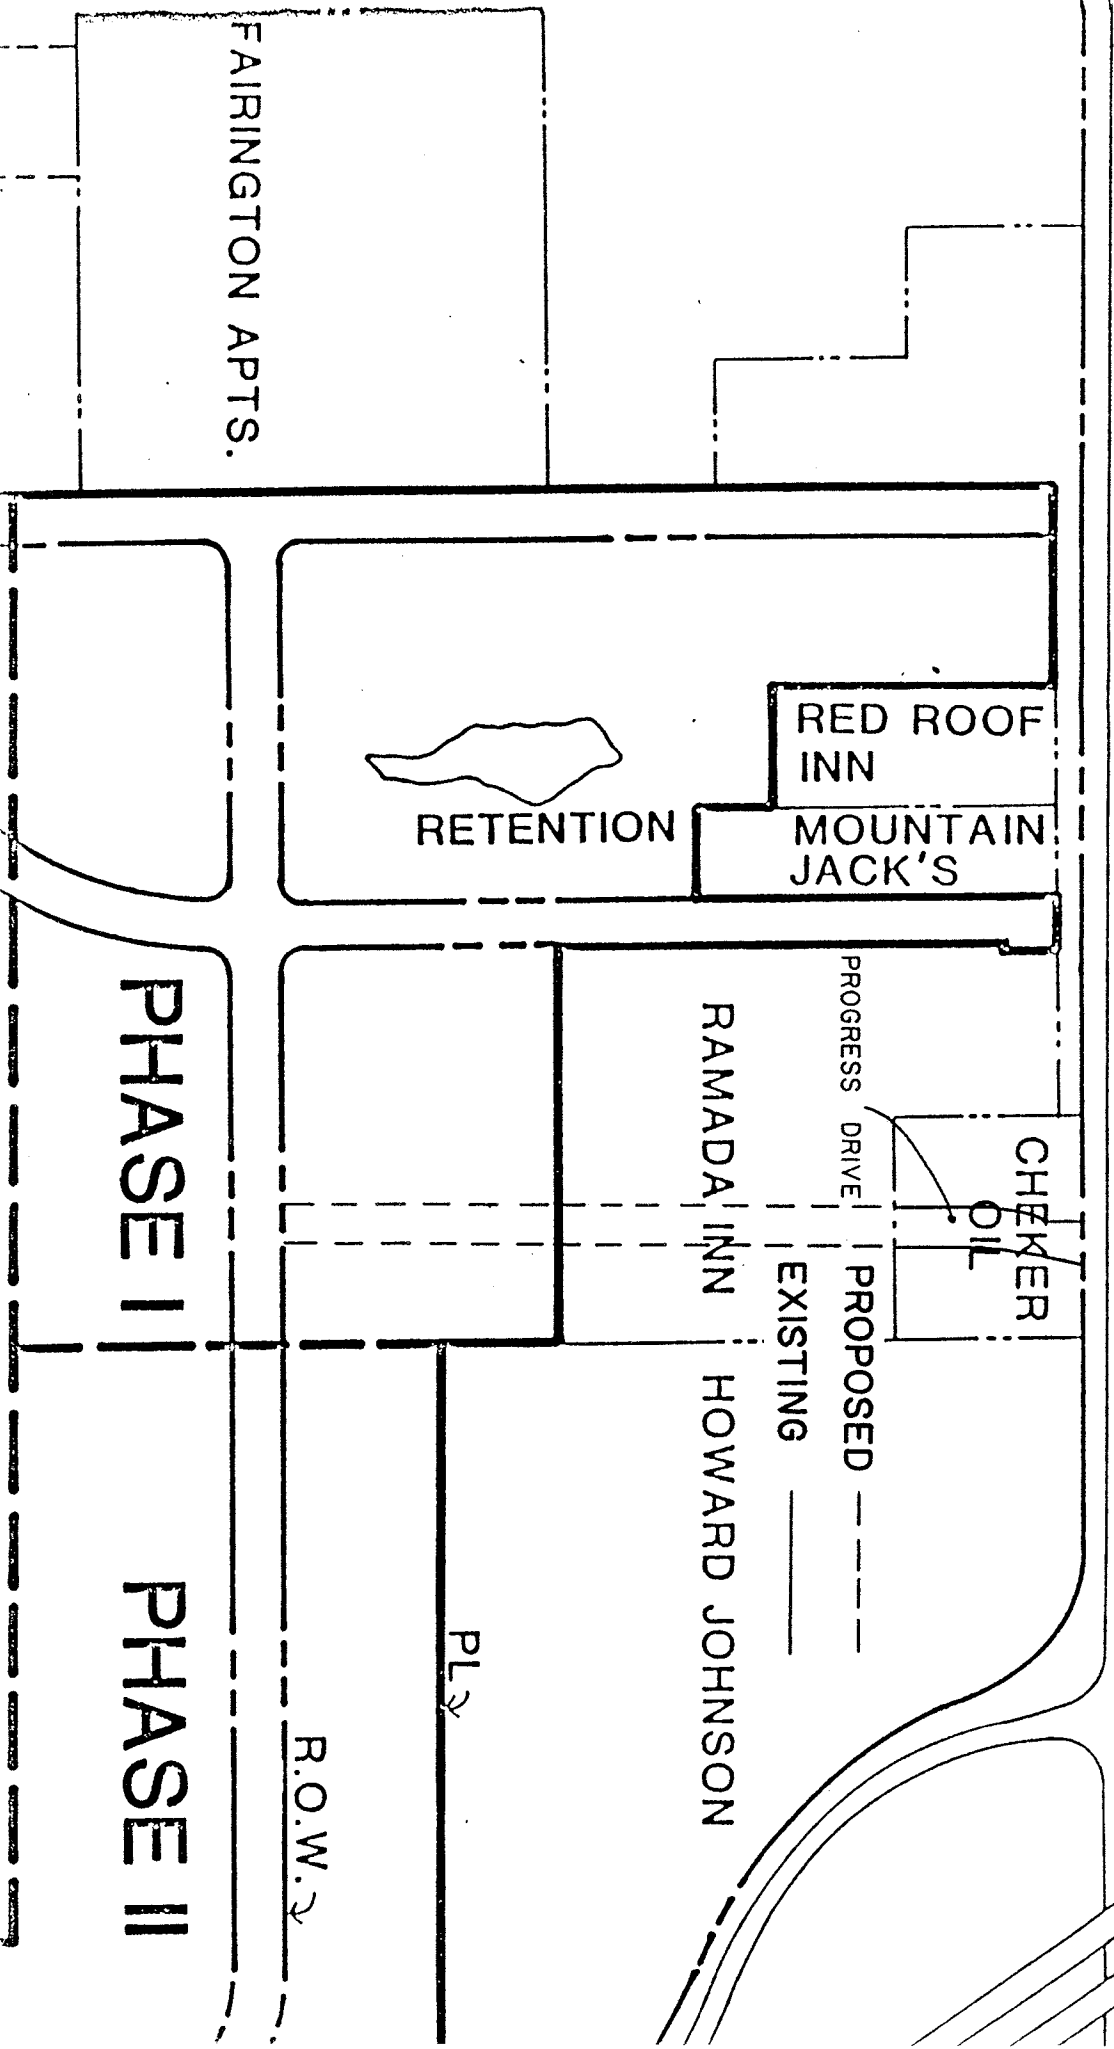 FAIRINGTON APTS.
RED ROOF
INN
MOUNTAIN
JACK'S
RETENTION
PROGRESS DRIVE
RAMADA INN
CHEKER
OIL
PROPOSED
EXISTING
HOWARD JOHNSON
PHASE I
PHASE II
PL
R.O.W.